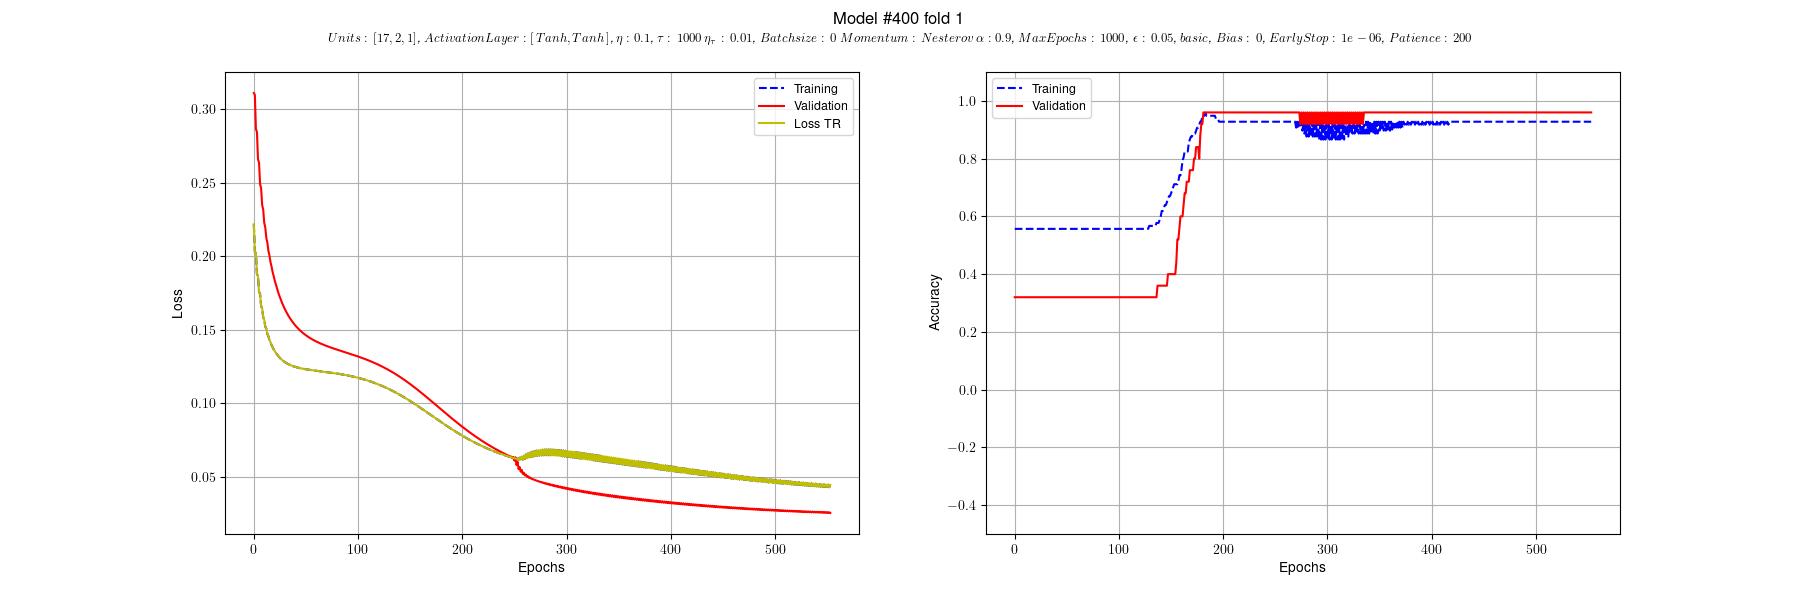 Model #400 fold 1
Units : [17, 2, 1], ActivationLayer : [Tanh, Tanh], η : 0.1, τ : 1000 η_τ : 0.01, Batchsize : 0 Momentum : Nesterov α : 0.9, MaxEpochs : 1000, ϵ : 0.05, basic, Bias : 0, EarlyStop : 1e − 06, Patience : 200
Training
Validation
Loss TR
0.30
0.25
0.20
0.15
0.10
0.05
Loss
0 100 200 300 400 500
Epochs
Training
Validation
1.0
0.8
0.6
0.4
0.2
0.0
−0.2
−0.4
Accuracy
0 100 200 300 400 500
Epochs